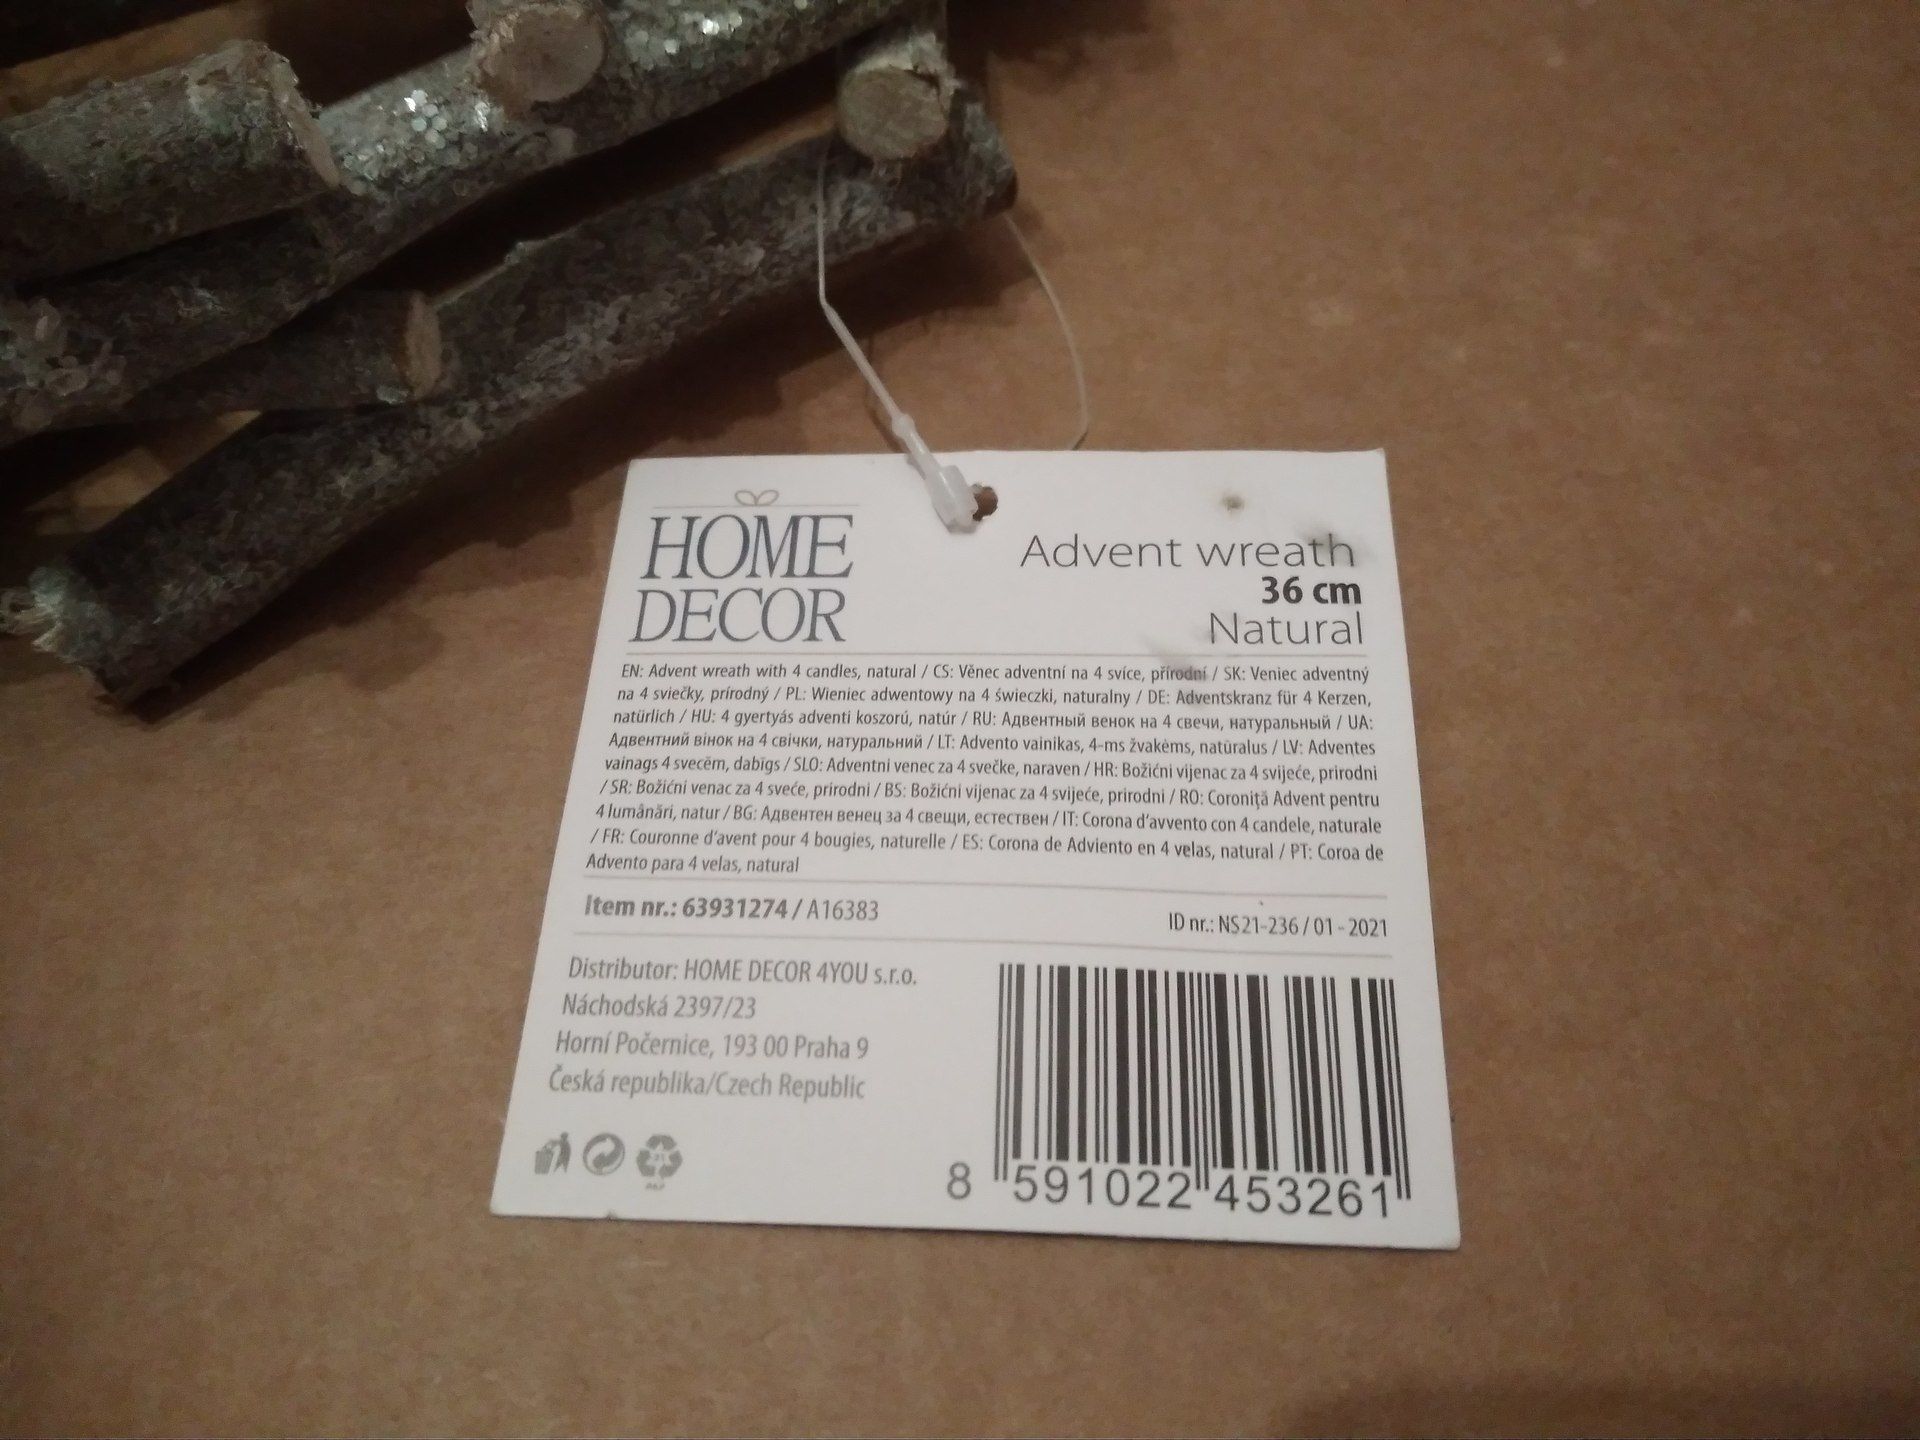 HOME
DECOR
Advent wreath
36 cm
Natural
EN: Advent wreath with 4 candles, natural / CS: Věnec adventní na 4 svíce, přírodní / SK: Veniec adventný
na 4 sviečky, prírodný / PL: Wieniec adwentowy na 4 świeczki, naturalny / DE: Adventskranz für 4 Kerzen,
natürlich / HU: 4 gyertyás adventi koszorú, natúr / RU: Адвентный венок на 4 свечи, натуральный / UA:
Адвентний вінок на 4 свічки, натуральний / LT: Advento vainikas, 4-ms žvakėms, natūralus / LV: Adventes
vainags 4 svecēm, dabīgs / SLO: Adventni venec za 4 svečke, naraven / HR: Božićni vijenac za 4 svijeće, prirodni
/ SR: Božićni venac za 4 sveće, prirodni / BS: Božićni vijenac za 4 svijeće, prirodni / RO: Coroniță Advent pentru
4 lumânări, natur / BG: Адвентен венец за 4 свещи, естествен / IT: Corona d'avvento con 4 candele, naturale
/ FR: Couronne d'avent pour 4 bougies, naturelle / ES: Corona de Adviento en 4 velas, natural / PT: Coroa de
Advento para 4 velas, natural
Item nr.: 63931274 / A16383
ID nr.: NS21-236 / 01 - 2021
Distributor: HOME DECOR 4YOU s.r.o.
Náchodská 2397/23
Horní Počernice, 193 00 Praha 9
Česká republika/Czech Republic
8 591022 453261